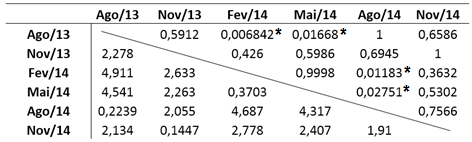 Ago/13 Nov/13 Fev/14 Mai/14 Ago/14 Nov/14
Ago/13 0,5912 0,006842* 0,01668* 1 0,6586
Nov/13 2,278 0,426 0,5986 0,6945 1
Fev/14 4,911 2,633 0,9998 0,01183* 0,3632
Mai/14 4,541 2,263 0,3703 0,02751* 0,5302
Ago/14 0,2239 2,055 4,687 4,317 0,7566
Nov/14 2,134 0,1447 2,778 2,407 1,91